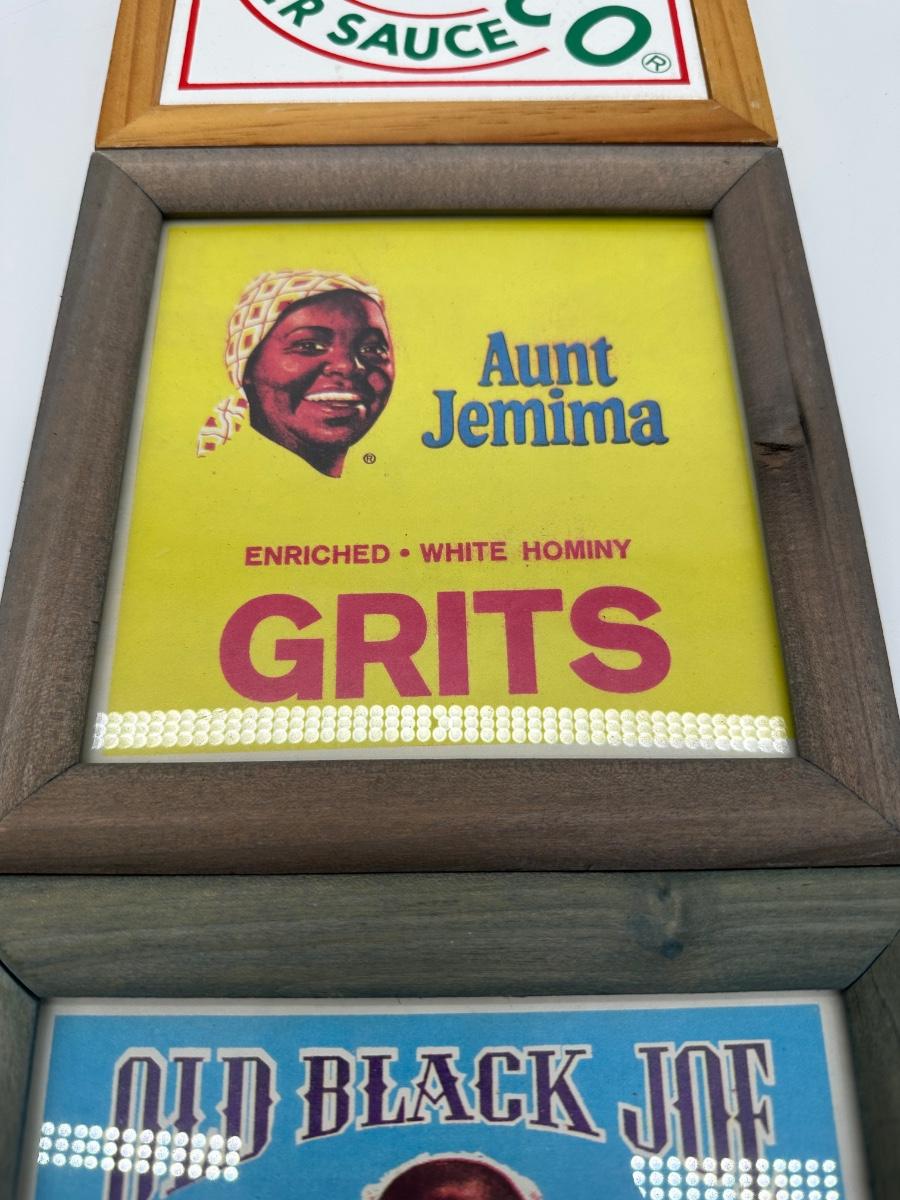 R SAUCE
CO®
Aunt
Jemima
®
ENRICHED • WHITE HOMINY
GRITS
OLD BLACK JOE